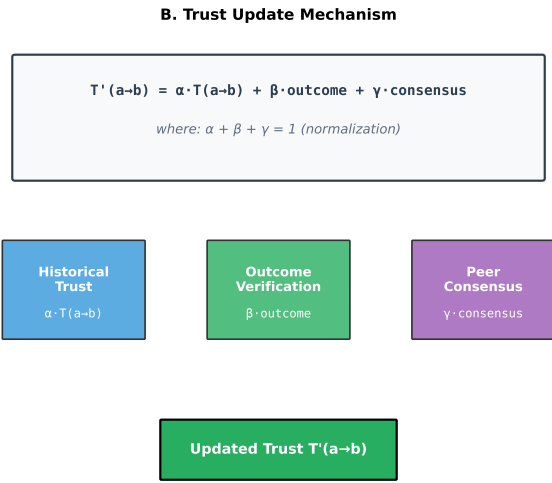 B. Trust Update Mechanism
T'(a→b) = α·T(a→b) + β·outcome + γ·consensus
where: α + β + γ = 1 (normalization)
Historical
Trust
α·T(a→b)
Outcome
Verification
β·outcome
Peer
Consensus
γ·consensus
Updated Trust T'(a→b)